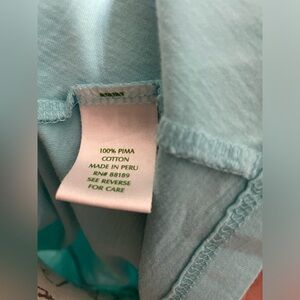 100% PIMA
COTTON
MADE IN PERU
RN# 88189
SEE REVERSE
FOR CARE